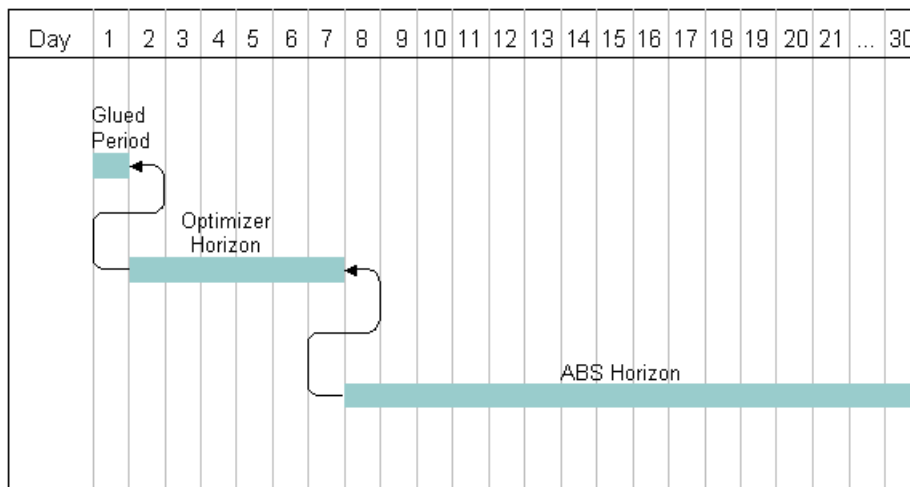 Day 1 2 3 4 5 6 7 8 9 10 11 12 13 14 15 16 17 18 19 20 21 ... 30
Glued
Period
Optimizer
Horizon
ABS Horizon